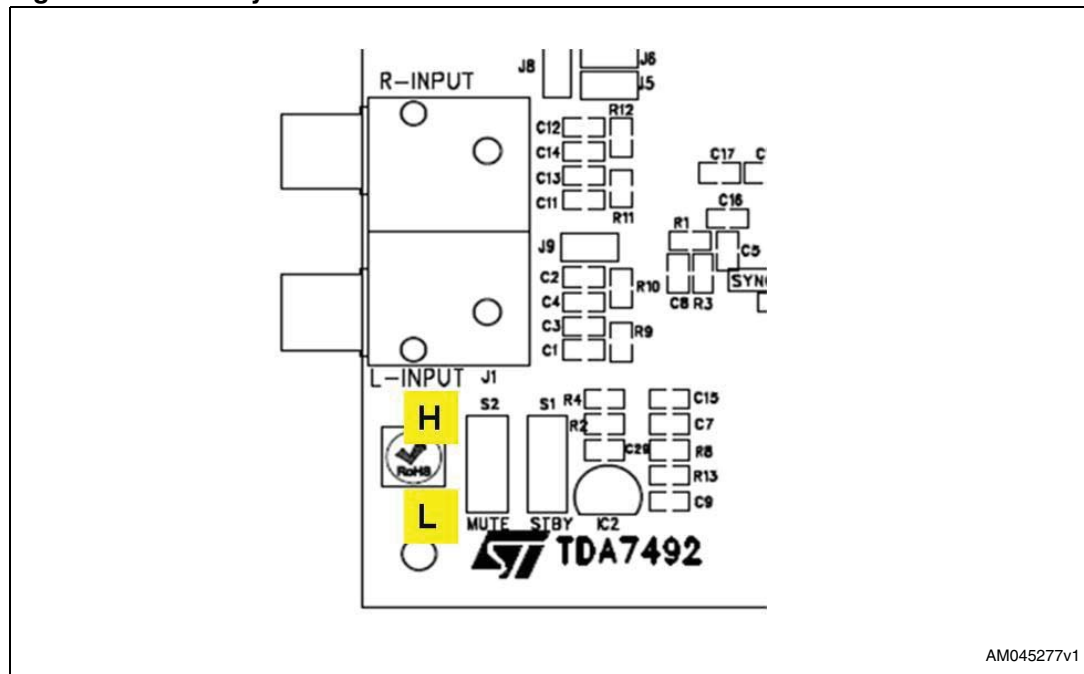 J8
J6
J5
R-INPUT
R12
C12
C14
C13
C11
R11
C17
C16
R1
C5
J9
C2
R10
C4
C3
R9
C1
C8 R3
L-INPUT J1
H
S2
S1
R4
C15
R2
C7
C29
R8
RoHS
R13
C9
L
MUTE
STBY
IC2
ST TDA7492
AM045277v1